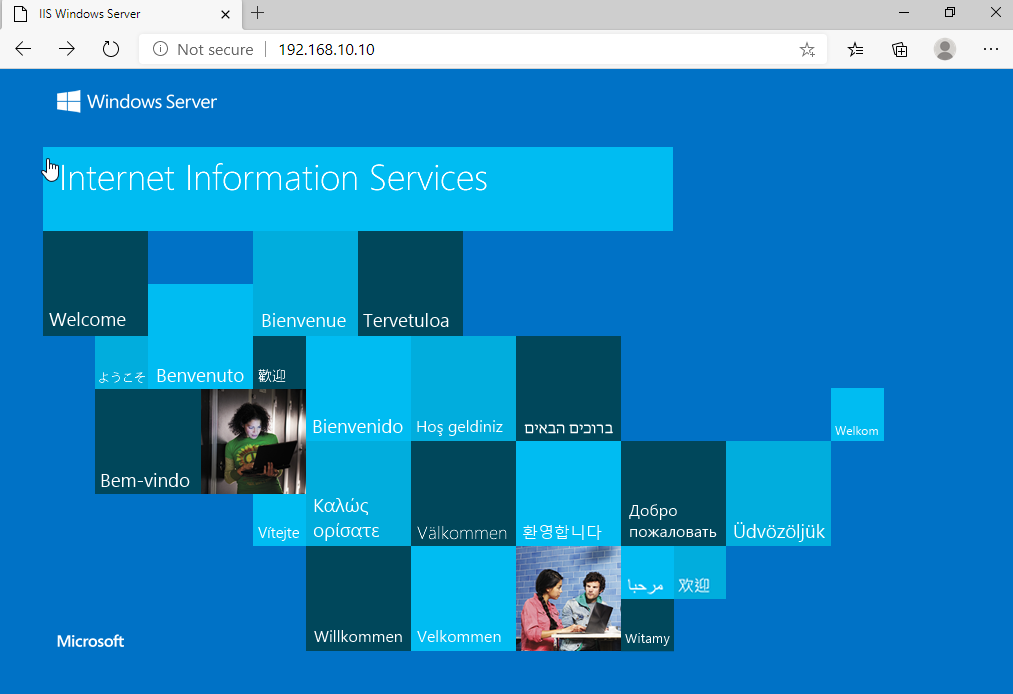 IIS Windows Server
Not secure
192.168.10.10
Windows Server
Internet Information Services
Welcome
Bienvenue
Tervetuloa
ようこそ
Benvenuto
歡迎
Bienvenido
Hoş geldiniz
ברוכים הבאים
Welkom
Bem-vindo
Vítejte
Καλώς
ορίσατε
Välkommen
환영합니다
Добро
пожаловать
Üdvözöljük
مرحبا
欢迎
Willkommen
Velkommen
Witamy
Microsoft